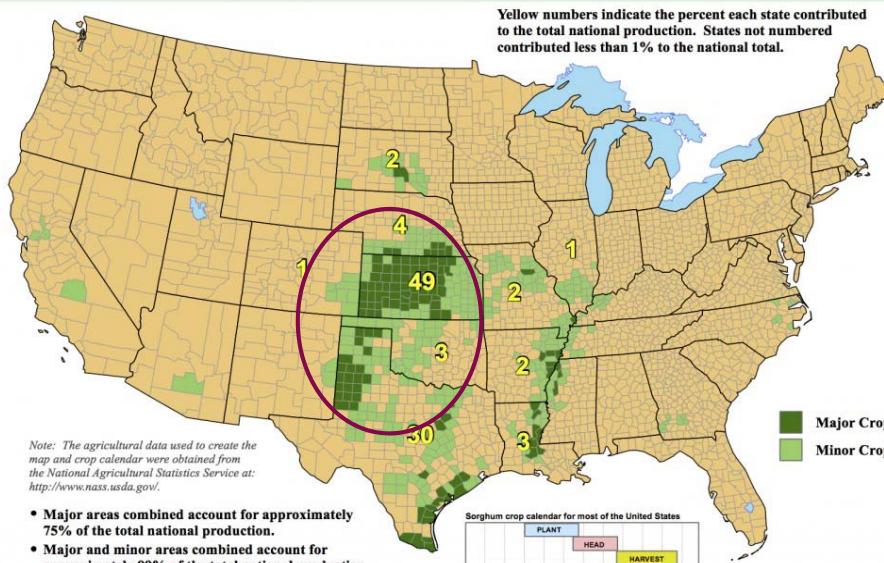 Yellow numbers indicate the percent each state contributed
to the total national production. States not numbered
contributed less than 1% to the national total.
2
4
1
1
49
2
3
2
30
3
Major Cro
Minor Cro
Note: The agricultural data used to create the
map and crop calendar were obtained from
the National Agricultural Statistics Service at:
http://www.nass.usda.gov/.
• Major areas combined account for approximately
75% of the total national production.
• Major and minor areas combined account for
Sorghum crop calendar for most of the United States
PLANT
HEAD
HARVEST